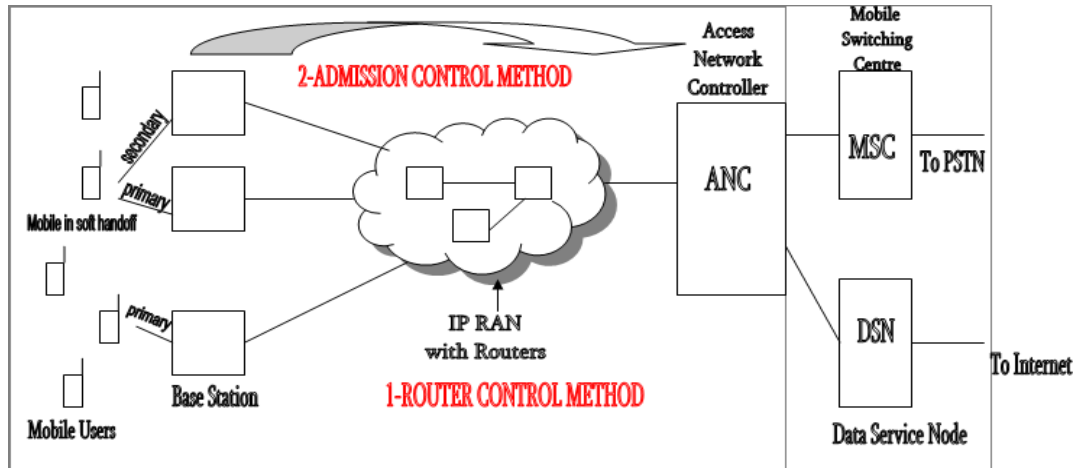 Access
Network
Controller
Mobile
Switching
Centre
2-ADMISSION CONTROL METHOD
secondary
primary
Mobile in soft handoff
ANC
MSC
To PSTN
primary
IP RAN
with Routers
DSN
To Internet
1-ROUTER CONTROL METHOD
Base Station
Mobile Users
Data Service Node